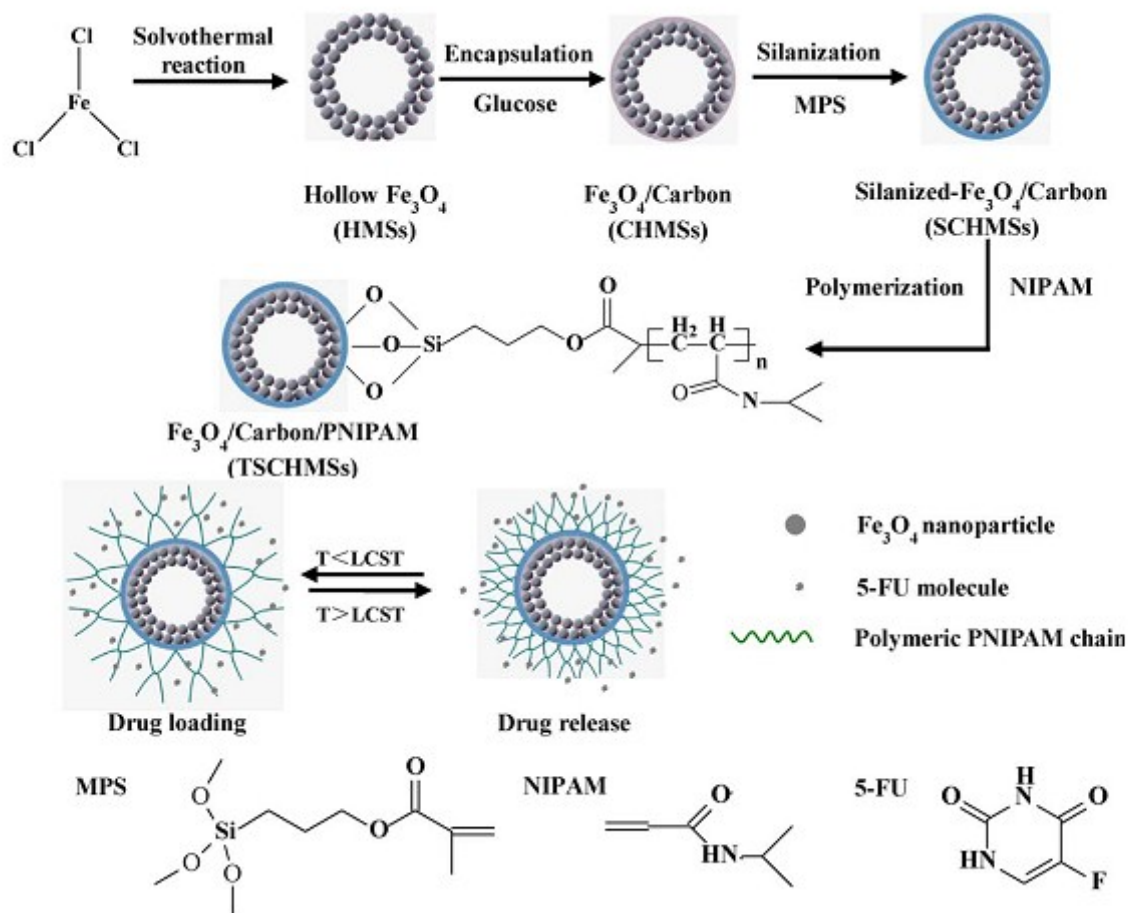 Cl
Fe
Cl
Cl
Solvothermal
reaction
Encapsulation
Glucose
Silanization
MPS
Hollow Fe₃O₄
(HMSs)
Fe₃O₄/Carbon
(CHMSs)
Silanized-Fe₃O₄/Carbon
(SCHMSs)
Polymerization
NIPAM
O
O
O
Si
O
O
H₂
C
H
C
n
O
N
Fe₃O₄/Carbon/PNIPAM
(TSCHMSs)
T<LCST
T>LCST
Drug loading
Drug release
Fe₃O₄ nanoparticle
5-FU molecule
Polymeric PNIPAM chain
MPS
O
Si
O
O
O
O
NIPAM
O
HN
5-FU
H
N
O
O
HN
F